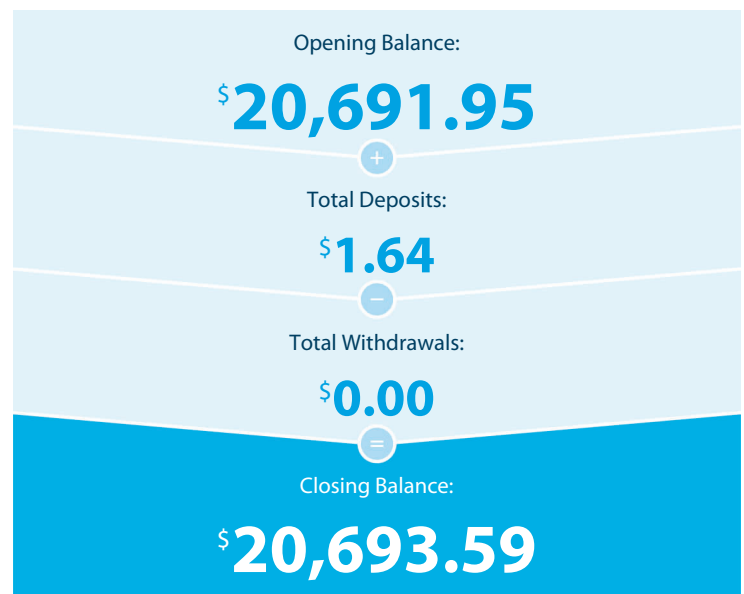 Opening Balance:
$20,691.95
+
Total Deposits:
$1.64
−
Total Withdrawals:
$0.00
=
Closing Balance:
$20,693.59